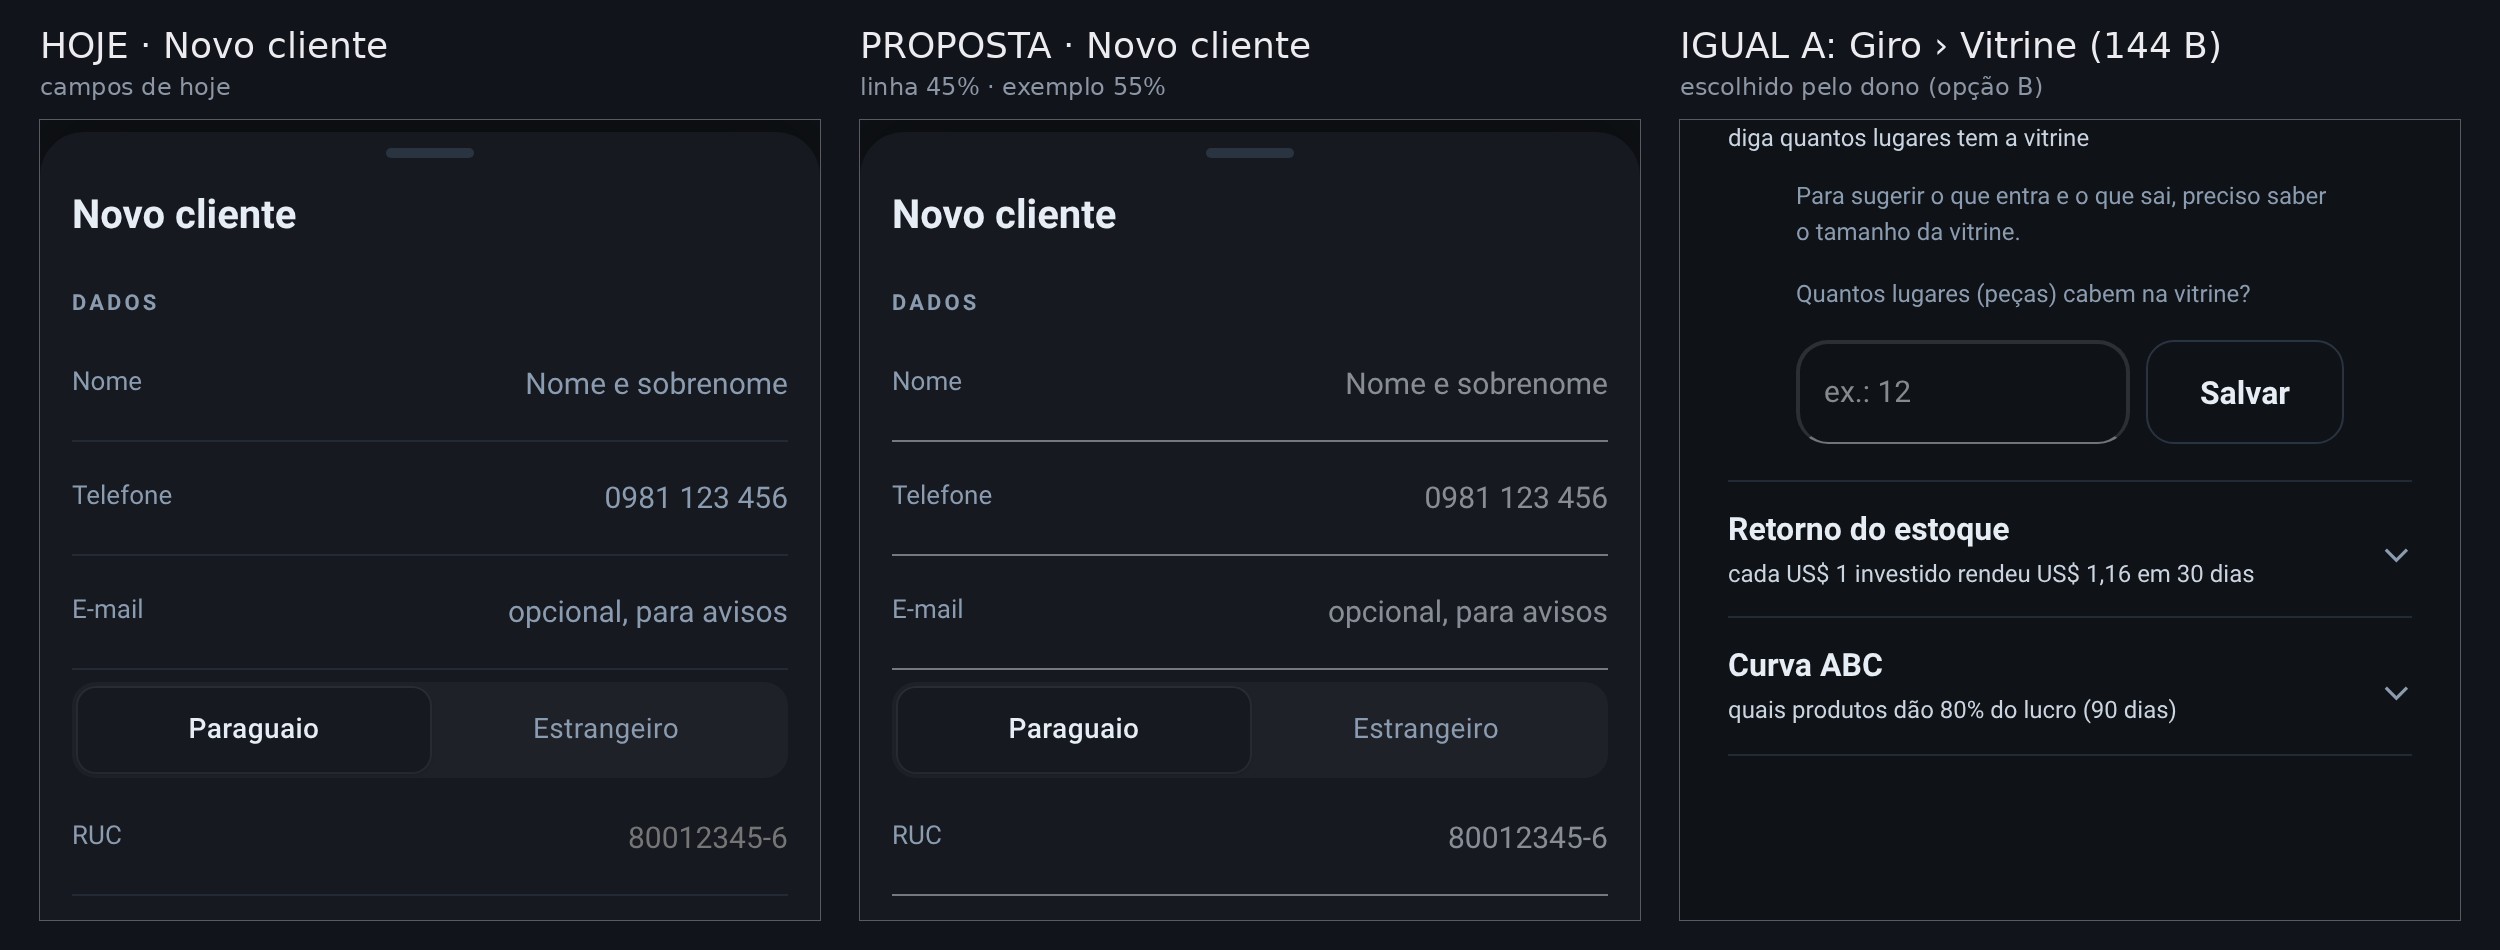 HOJE · Novo cliente
campos de hoje
Novo cliente
DADOS
Nome
Nome e sobrenome
Telefone
0981 123 456
E-mail
opcional, para avisos
Paraguaio
Estrangeiro
RUC
80012345-6
PROPOSTA · Novo cliente
linha 45% · exemplo 55%
Novo cliente
DADOS
Nome
Nome e sobrenome
Telefone
0981 123 456
E-mail
opcional, para avisos
Paraguaio
Estrangeiro
RUC
80012345-6
IGUAL A: Giro › Vitrine (144 B)
escolhido pelo dono (opção B)
diga quantos lugares tem a vitrine
Para sugerir o que entra e o que sai, preciso saber
o tamanho da vitrine.
Quantos lugares (peças) cabem na vitrine?
ex.: 12
Salvar
Retorno do estoque
cada US$ 1 investido rendeu US$ 1,16 em 30 dias
Curva ABC
quais produtos dão 80% do lucro (90 dias)